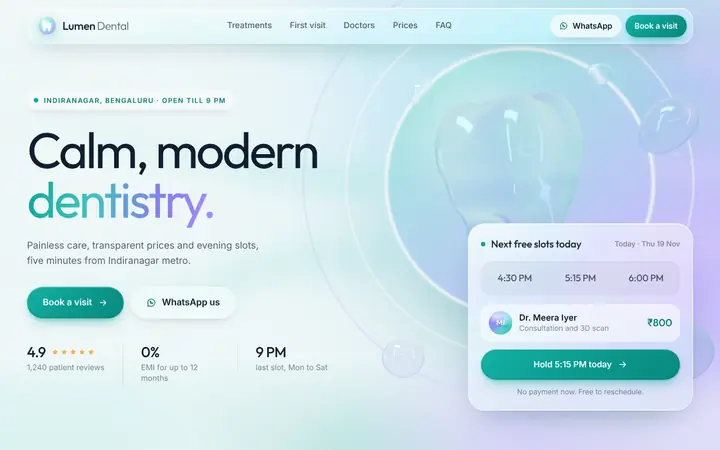 Lumen Dental
Treatments
First visit
Doctors
Prices
FAQ
WhatsApp
Book a visit
INDIRANAGAR, BENGALURU · OPEN TILL 9 PM
Calm, modern
dentistry.
Painless care, transparent prices and evening slots,
five minutes from Indiranagar metro.
Book a visit →
WhatsApp us
4.9 ★★★★★
1,240 patient reviews
0%
EMI for up to 12
months
9 PM
last slot, Mon to Sat
Next free slots today
Today · Thu 19 Nov
4:30 PM
5:15 PM
6:00 PM
MI
Dr. Meera Iyer
Consultation and 3D scan
₹800
Hold 5:15 PM today →
No payment now. Free to reschedule.